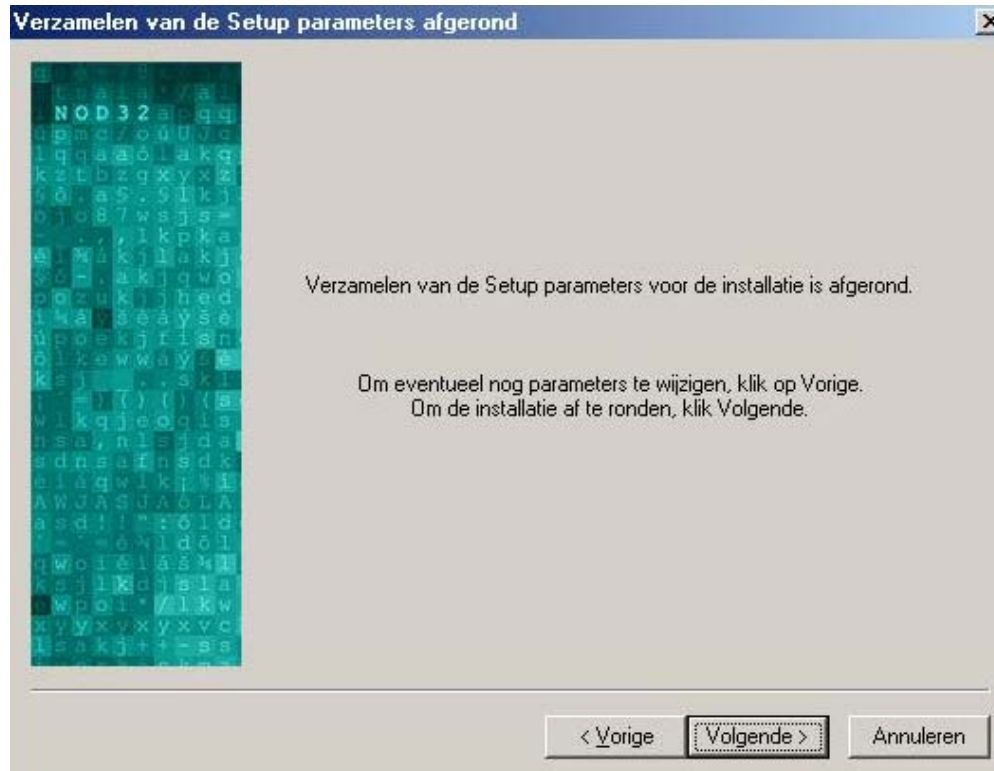 Verzamelen van de Setup parameters afgerond
NOD32
Verzamelen van de Setup parameters voor de installatie is afgerond.
Om eventueel nog parameters te wijzigen, klik op Vorige.
Om de installatie af te ronden, klik Volgende.
< Vorige
Volgende >
Annuleren